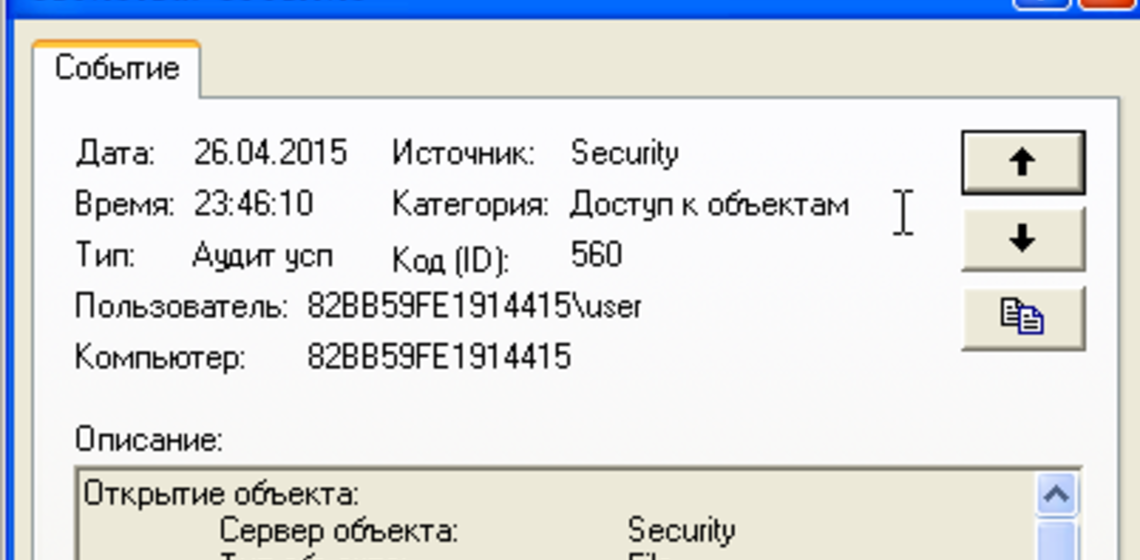 Событие
Дата: 26.04.2015 Источник: Security
Время: 23:46:10 Категория: Доступ к объектам
Тип: Аудит усп Код (ID): 560
Пользователь: 82BB59FE1914415\user
Компьютер: 82BB59FE1914415
Описание:
Открытие объекта:
Сервер объекта: Security